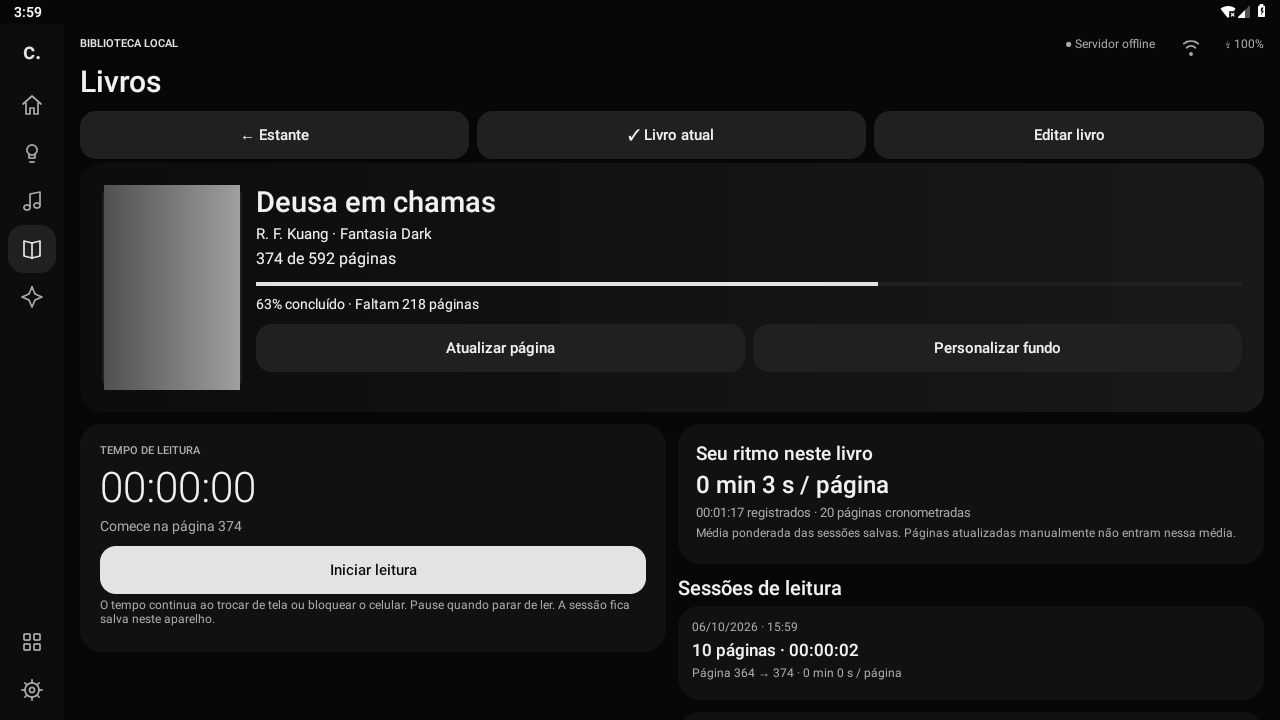 3:59
c.
BIBLIOTECA LOCAL
● Servidor offline
100%
Livros
← Estante
✓ Livro atual
Editar livro
Deusa em chamas
R. F. Kuang · Fantasia Dark
374 de 592 páginas
63% concluído · Faltam 218 páginas
Atualizar página
Personalizar fundo
TEMPO DE LEITURA
00:00:00
Comece na página 374
Iniciar leitura
O tempo continua ao trocar de tela ou bloquear o celular. Pause quando parar de ler. A sessão fica
salva neste aparelho.
Seu ritmo neste livro
0 min 3 s / página
00:01:17 registrados · 20 páginas cronometradas
Média ponderada das sessões salvas. Páginas atualizadas manualmente não entram nessa média.
Sessões de leitura
06/10/2026 · 15:59
10 páginas · 00:00:02
Página 364 → 374 · 0 min 0 s / página